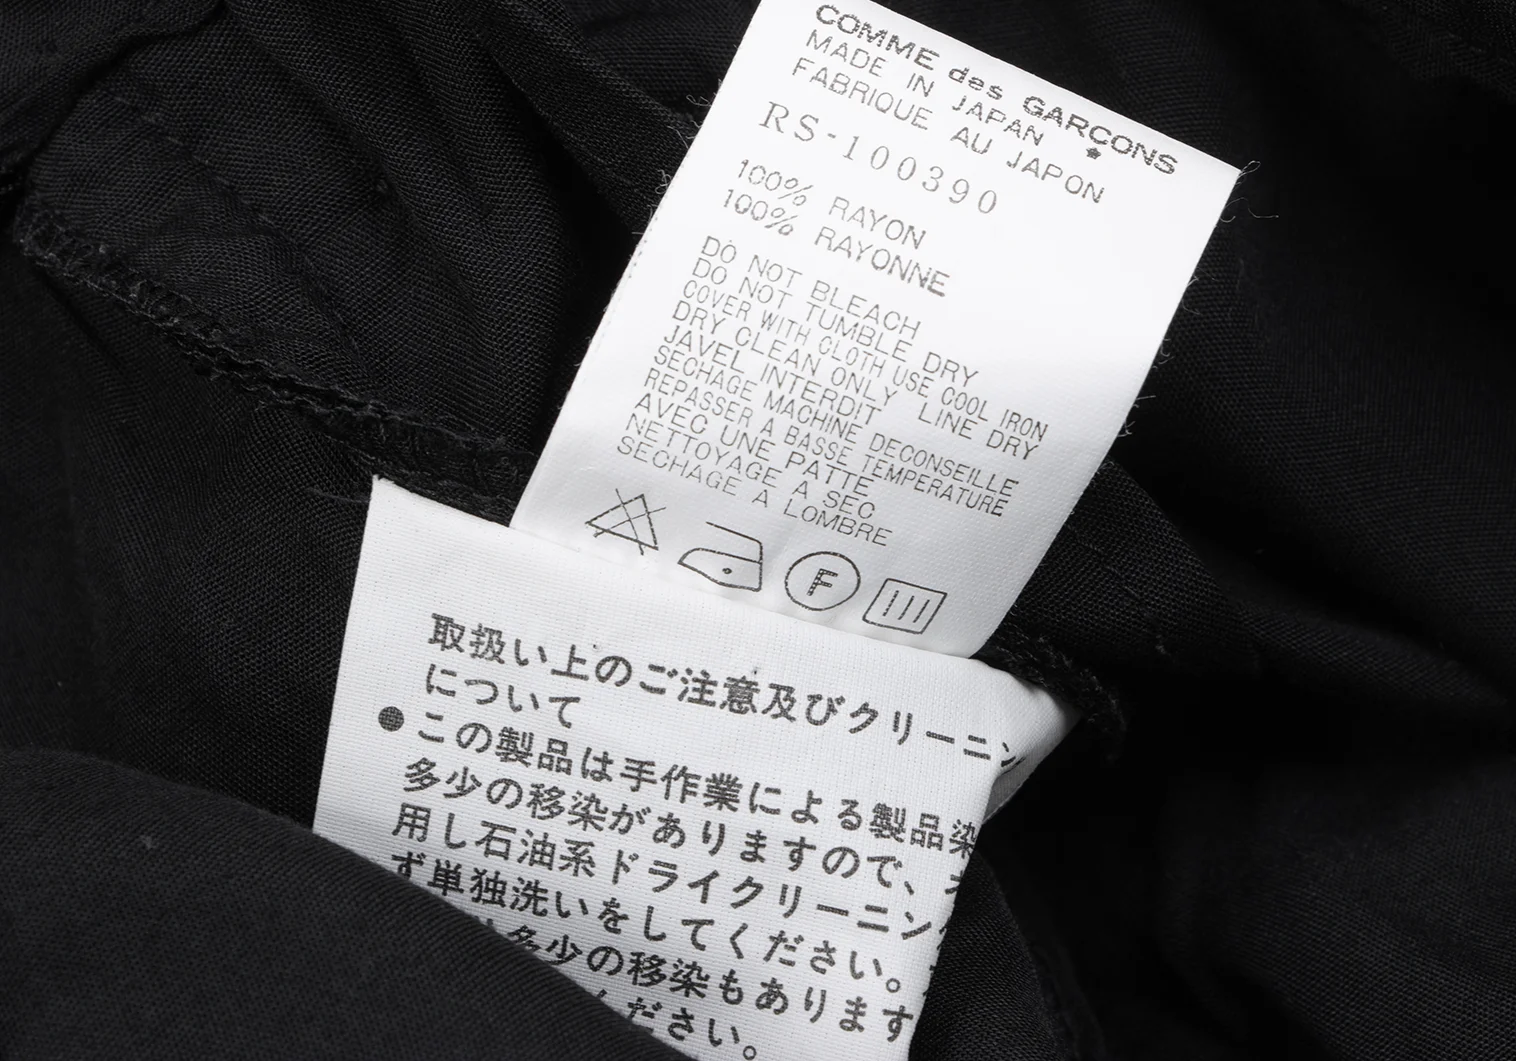 COMME des GARÇONS
MADE IN JAPAN ★
FABRIQUE AU JAPON
RS-100390
100% RAYON
100% RAYONNE
DO NOT BLEACH
DO NOT TUMBLE DRY
COVER WITH CLOTH USE COOL IRON
DRY CLEAN ONLY LINE DRY
JAVEL INTERDIT
SECHAGE MACHINE DECONSEILLE
REPASSER A BASSE TEMPERATURE
AVEC UNE PATTE
NETTOYAGE A SEC
SECHAGE A LOMBRE
F
取扱い上のご注意及びクリーニン
について
●この製品は手作業による製品染
多少の移染がありますので、
用し石油系ドライクリーニン
ず単独洗いをしてください。
多少の移染もあります
ください。